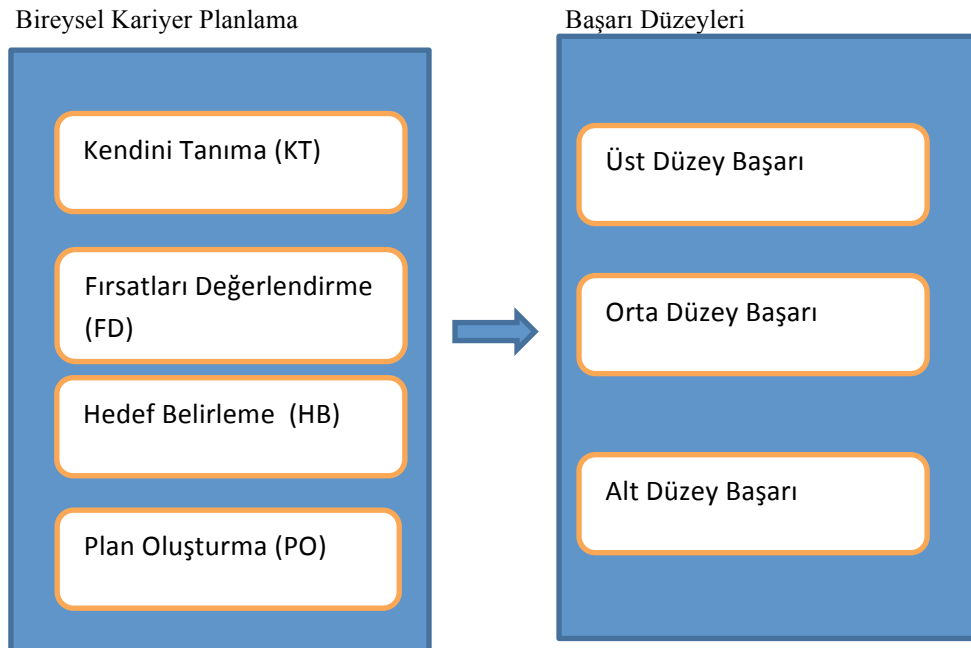 Bireysel Kariyer Planlama
Kendini Tanıma (KT)
Fırsatları Değerlendirme
(FD)
Hedef Belirleme  (HB)
Plan Oluşturma (PO)
Başarı Düzeyleri
Üst Düzey Başarı
Orta Düzey Başarı
Alt Düzey Başarı